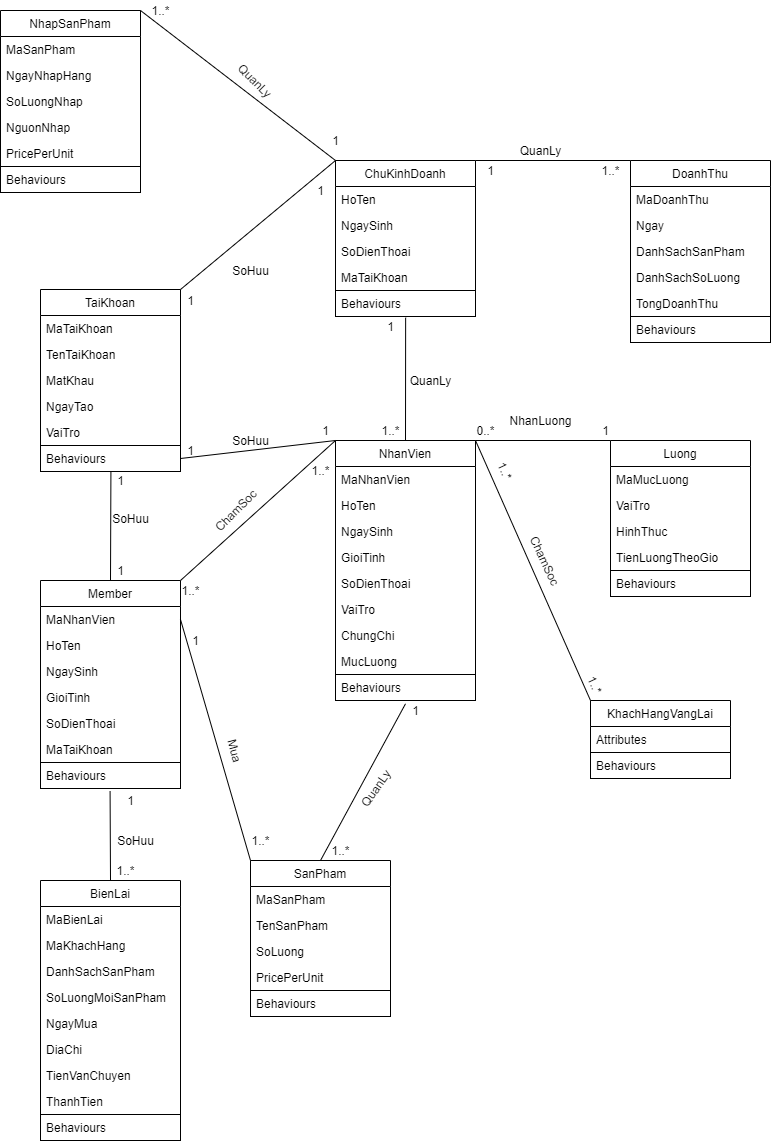 NhapSanPham
MaSanPham
NgayNhapHang
SoLuongNhap
NguonNhap
PricePerUnit
Behaviours
1..*
QuanLy
1
ChuKinhDoanh
HoTen
NgaySinh
SoDienThoai
MaTaiKhoan
Behaviours
QuanLy
1
1..*
DoanhThu
MaDoanhThu
Ngay
DanhSachSanPham
DanhSachSoLuong
TongDoanhThu
Behaviours
1
SoHuu
1
TaiKhoan
MaTaiKhoan
TenTaiKhoan
MatKhau
NgayTao
VaiTro
Behaviours
1
QuanLy
1..*
1
SoHuu
1
NhanVien
MaNhanVien
HoTen
NgaySinh
GioiTinh
SoDienThoai
VaiTro
ChungChi
MucLuong
Behaviours
0..*
NhanLuong
1
Luong
MaMucLuong
VaiTro
HinhThuc
TienLuongTheoGio
Behaviours
1..*
ChamSoc
1..*
1..*
ChamSoc
1..*
KhachHangVangLai
Attributes
Behaviours
1
SoHuu
1
Member
MaNhanVien
HoTen
NgaySinh
GioiTinh
SoDienThoai
MaTaiKhoan
Behaviours
1
Mua
1..*
1
QuanLy
1..*
SanPham
MaSanPham
TenSanPham
SoLuong
PricePerUnit
Behaviours
1
SoHuu
1..*
BienLai
MaBienLai
MaKhachHang
DanhSachSanPham
SoLuongMoiSanPham
NgayMua
DiaChi
TienVanChuyen
ThanhTien
Behaviours